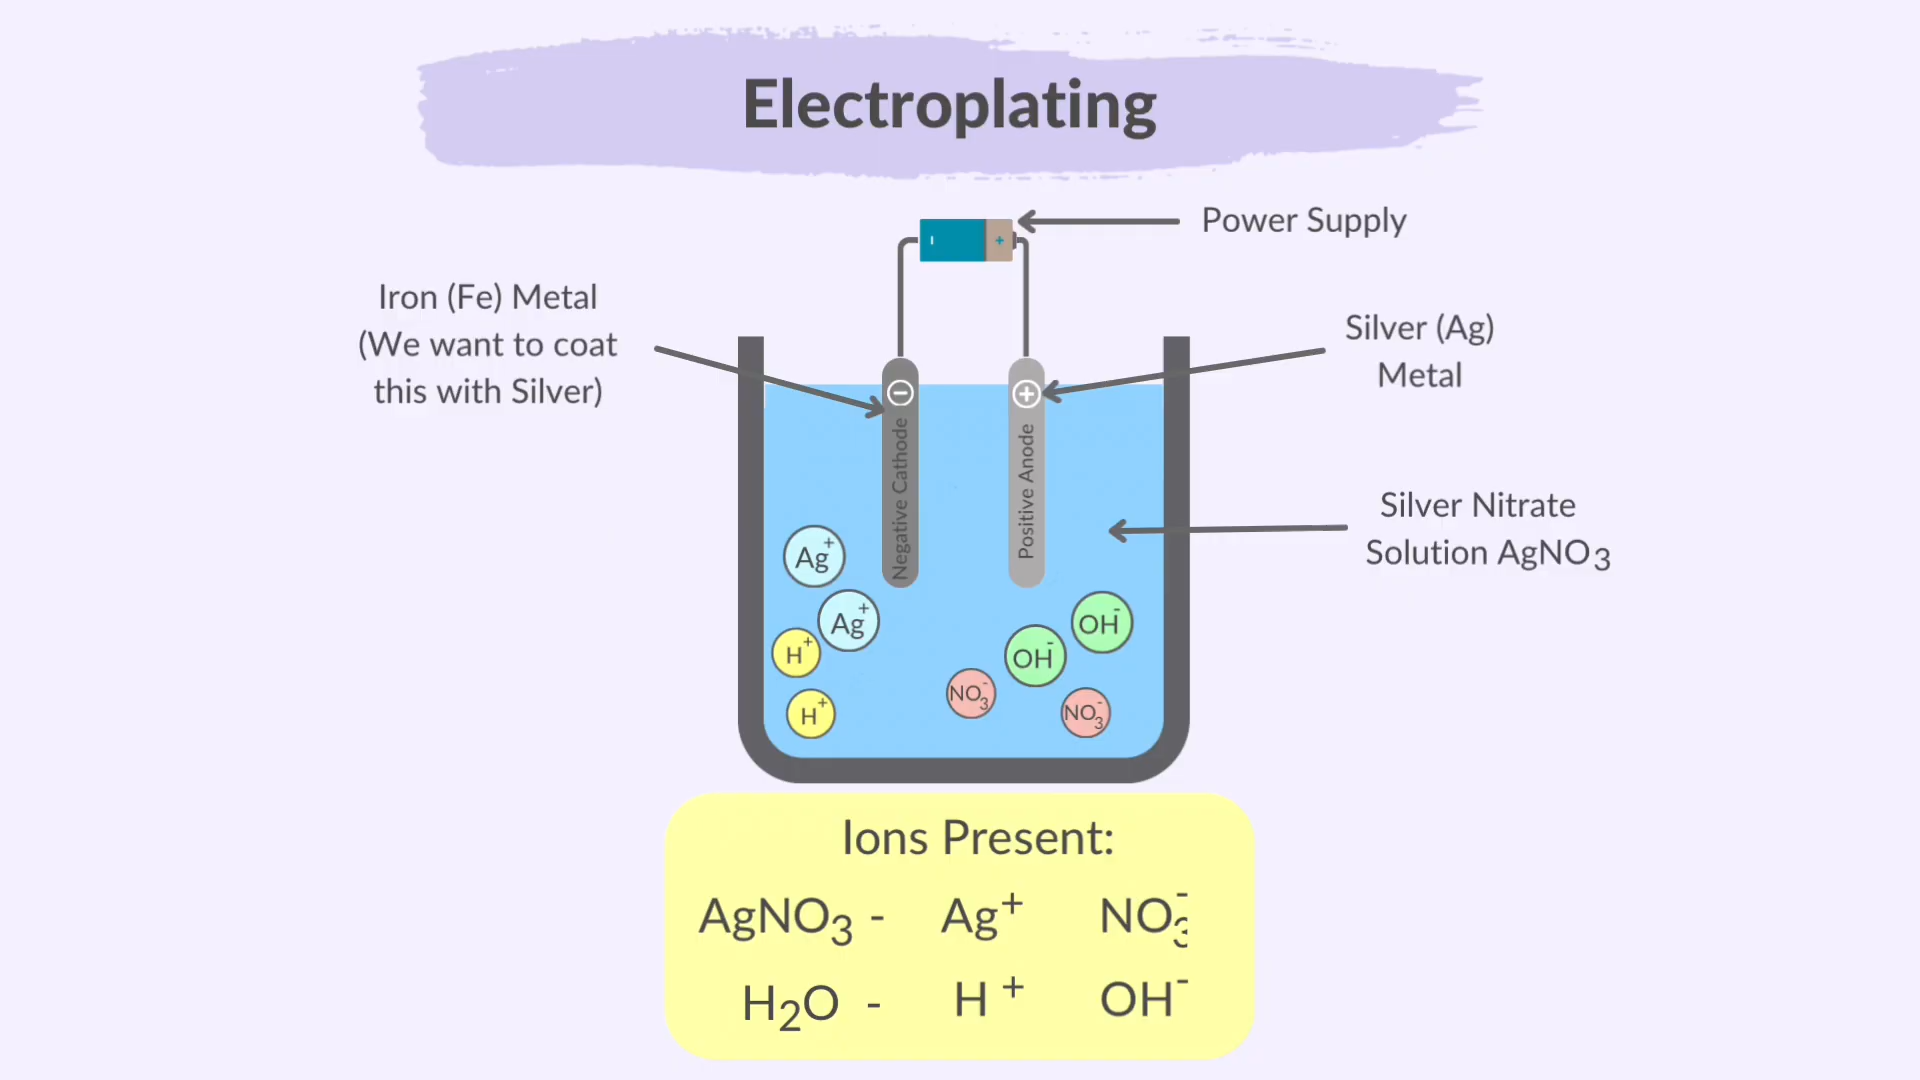 Electroplating
Power Supply
Iron (Fe) Metal
(We want to coat
this with Silver)
Silver (Ag)
Metal
Negative Cathode
Positive Anode
Silver Nitrate
Solution AgNO₃
Ag⁺
Ag⁺
H⁺
H⁺
OH⁻
OH⁻
NO₃⁻
NO₃⁻
Ions Present:
AgNO₃ - Ag⁺ NO₃⁻
H₂O - H⁺ OH⁻